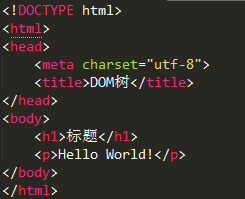 <!DOCTYPE html>
<html>
<head>
    <meta charset="utf-8">
    <title>DOM树</title>
</head>
<body>
    <h1>标题</h1>
    <p>Hello World!</p>
</body>
</html>